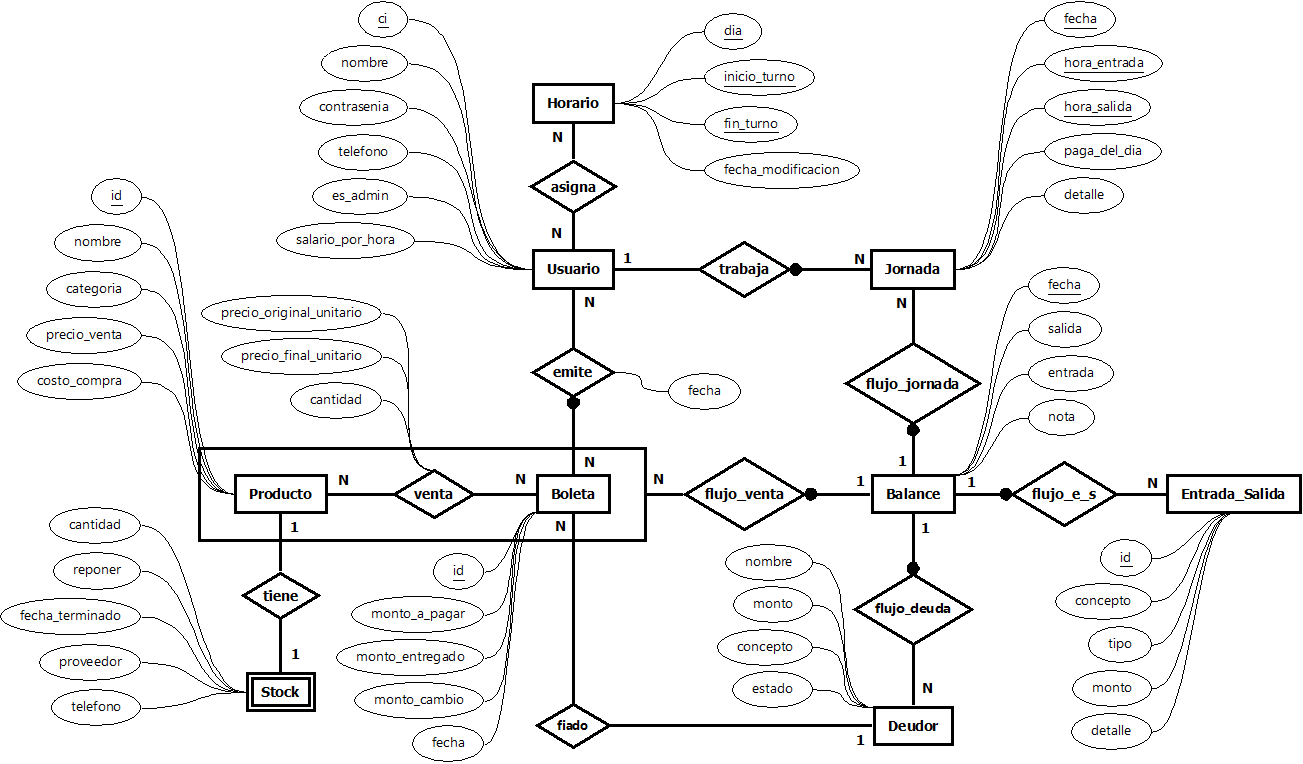 ci
fecha
dia
nombre
hora_entrada
inicio_turno
Horario
contrasenia
hora_salida
fin_turno
N
telefono
paga_del_dia
fecha_modificacion
asigna
id
es_admin
detalle
N
nombre
salario_por_hora
1
N
Usuario
trabaja
Jornada
categoria
fecha
N
N
precio_original_unitario
salida
precio_venta
precio_final_unitario
emite
entrada
costo_compra
flujo_jornada
fecha
cantidad
nota
N
1
N
N
N
1
1
N
Producto
venta
Boleta
flujo_venta
Balance
flujo_e_s
Entrada_Salida
cantidad
1
N
1
id
nombre
id
reponer
tiene
monto
concepto
fecha_terminado
monto_a_pagar
flujo_deuda
tipo
concepto
1
monto_entregado
proveedor
estado
N
monto
Stock
monto_cambio
telefono
fiado
Deudor
detalle
fecha
1